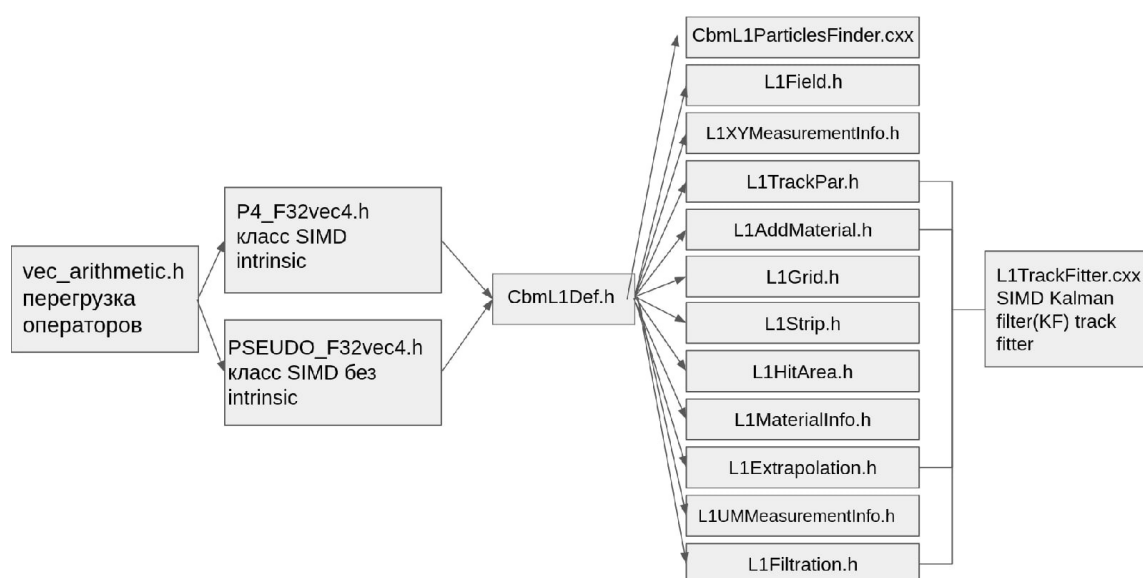 vec_arithmetic.h
перегрузка
операторов
P4_F32vec4.h
класс SIMD
intrinsic
PSEUDO_F32vec4.h
класс SIMD без
intrinsic
CbmL1Def.h
CbmL1ParticlesFinder.cxx
L1Field.h
L1XYMeasurementInfo.h
L1TrackPar.h
L1AddMaterial.h
L1Grid.h
L1Strip.h
L1HitArea.h
L1MaterialInfo.h
L1Extrapolation.h
L1UMMeasurementInfo.h
L1Filtration.h
L1TrackFitter.cxx
SIMD Kalman
filter(KF) track
fitter